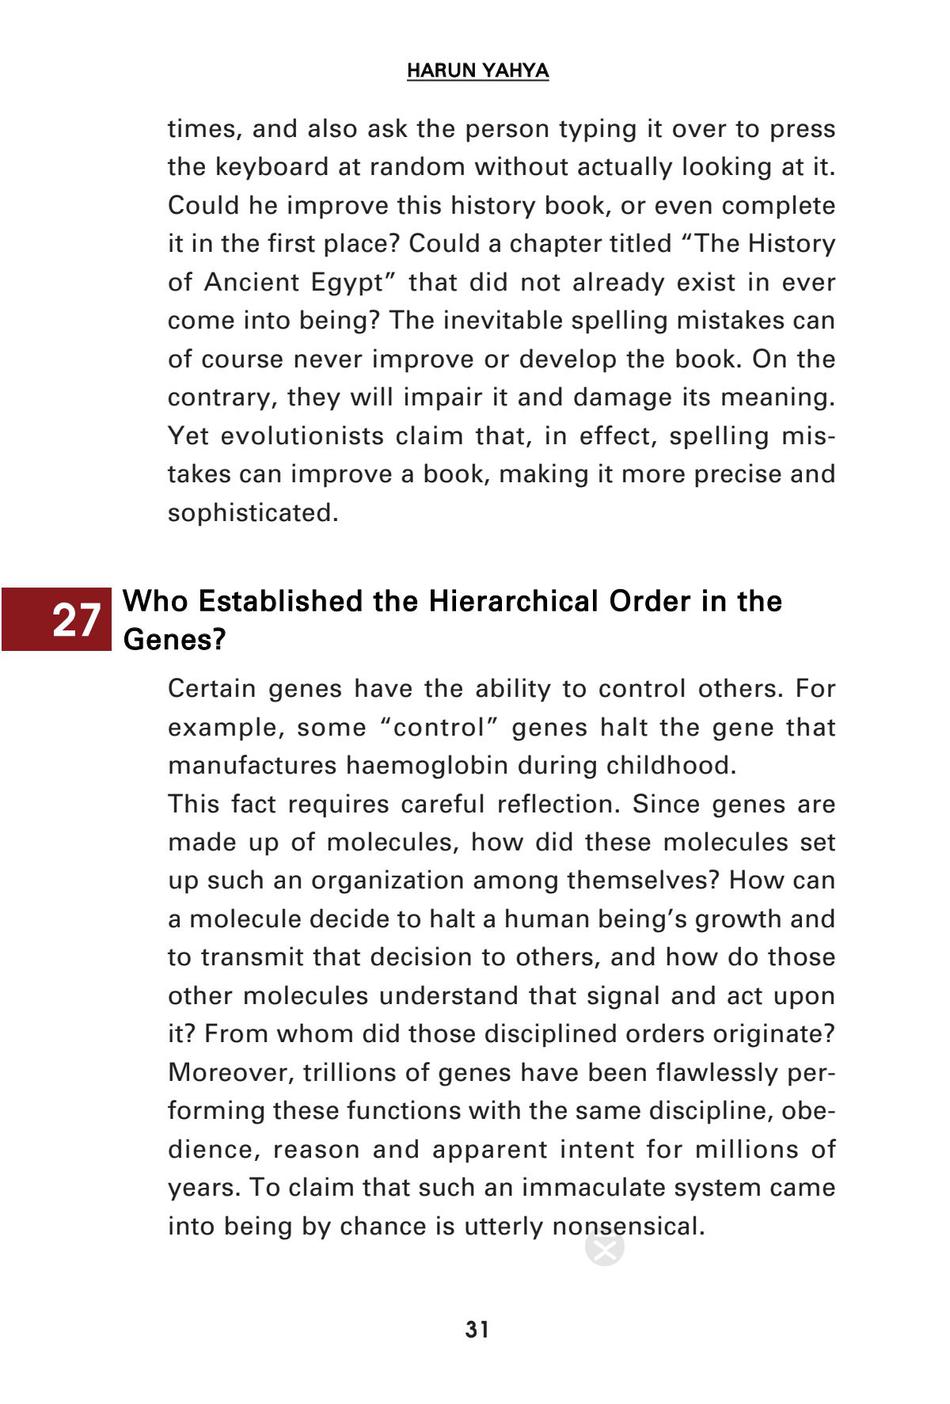 HARUN YAHYA
times, and also ask the person typing it over to press
the keyboard at random without actually looking at it.
Could he improve this history book, or even complete
it in the first place? Could a chapter titled “The History
of Ancient Egypt” that did not already exist in ever
come into being? The inevitable spelling mistakes can
of course never improve or develop the book. On the
contrary, they will impair it and damage its meaning.
Yet evolutionists claim that, in effect, spelling mis-
takes can improve a book, making it more precise and
sophisticated.
27
Who Established the Hierarchical Order in the
Genes?
Certain genes have the ability to control others. For
example, some “control” genes halt the gene that
manufactures haemoglobin during childhood.
This fact requires careful reflection. Since genes are
made up of molecules, how did these molecules set
up such an organization among themselves? How can
a molecule decide to halt a human being’s growth and
to transmit that decision to others, and how do those
other molecules understand that signal and act upon
it? From whom did those disciplined orders originate?
Moreover, trillions of genes have been flawlessly per-
forming these functions with the same discipline, obe-
dience, reason and apparent intent for millions of
years. To claim that such an immaculate system came
into being by chance is utterly nonsensical.
31